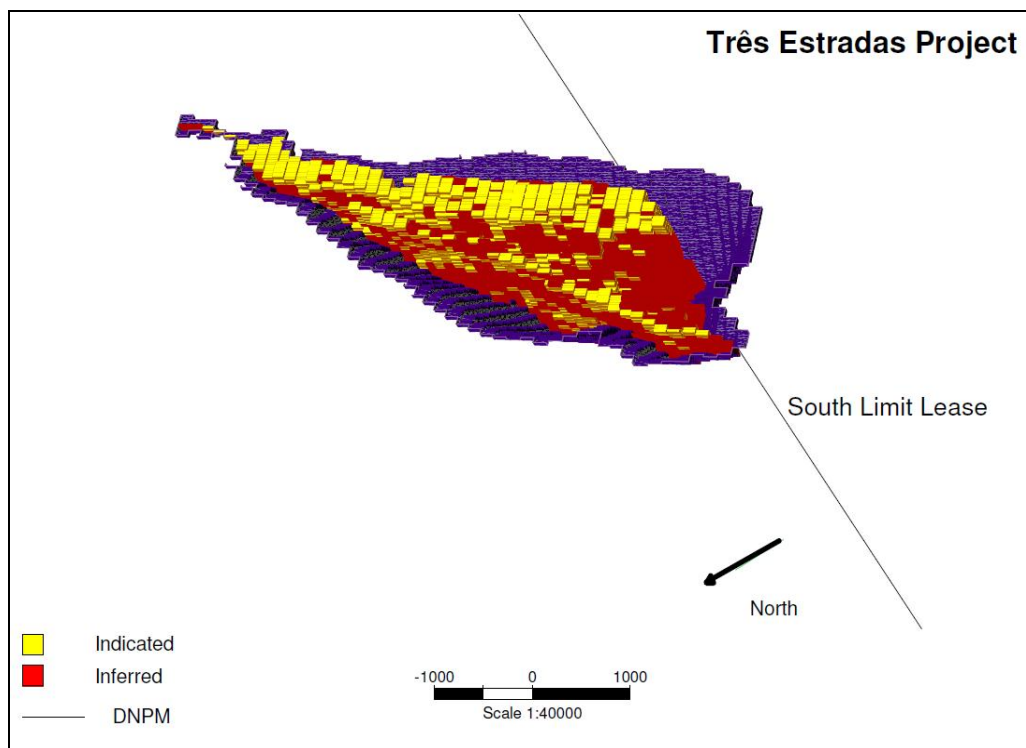 Três Estradas Project
South Limit Lease
North
Indicated
Inferred
DNPM
-1000 0 1000
Scale 1:40000